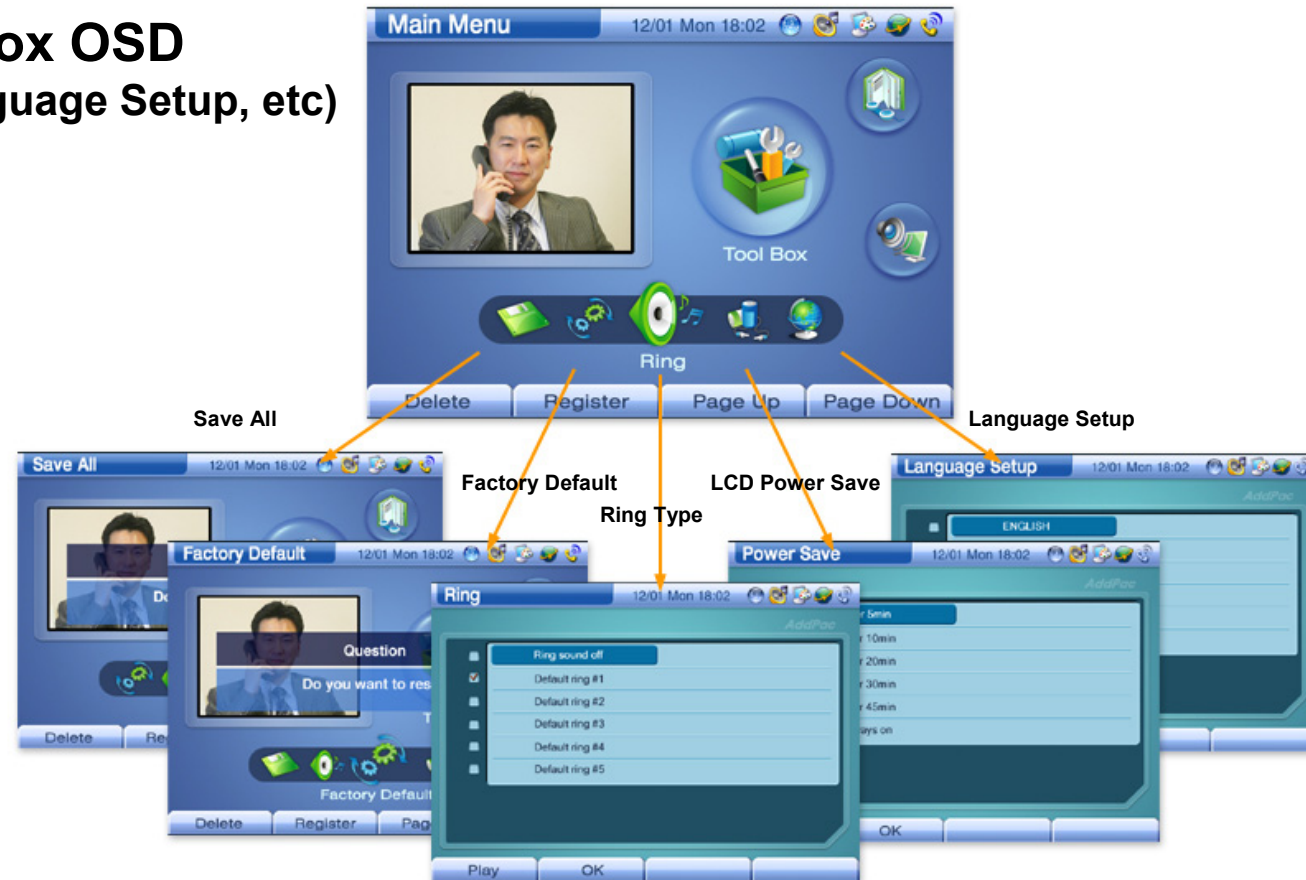 ox OSD
guage Setup, etc)
Main Menu
12/01 Mon 18:02
Tool Box
Ring
Delete
Register
Page Up
Page Down
Save All
Language Setup
Factory Default
LCD Power Save
Ring Type
Save All
12/01 Mon 18:02
Do
Delete
Re
Factory Default
12/01 Mon 18:02
Question
Do you want to res
T
Factory Default
Delete
Register
Pag
Ring
12/01 Mon 18:02
AddPac
Ring sound off
Default ring #1
Default ring #2
Default ring #3
Default ring #4
Default ring #5
Play
OK
Power Save
12/01 Mon 18:02
AddPac
r 5min
r 10min
r 20min
r 30min
r 45min
ays on
OK
Language Setup
12/01 Mon 18:02
AddPac
ENGLISH